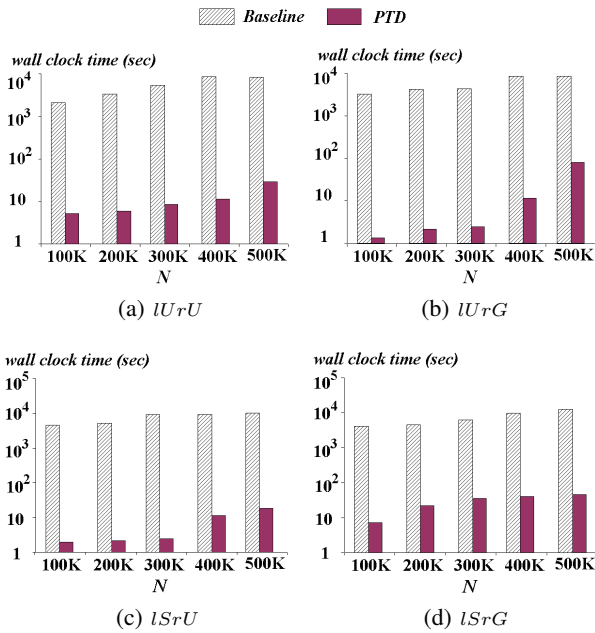 Baseline PTD
wall clock time (sec)
10^4
10^3
10^2
10
1
100K 200K 300K 400K 500K
N
(a) lUrU
wall clock time (sec)
10^4
10^3
10^2
10
1
100K 200K 300K 400K 500K
N
(b) lUrG
wall clock time (sec)
10^5
10^4
10^3
10^2
10
1
100K 200K 300K 400K 500K
N
(c) lSrU
wall clock time (sec)
10^5
10^4
10^3
10^2
10
1
100K 200K 300K 400K 500K
N
(d) lSrG